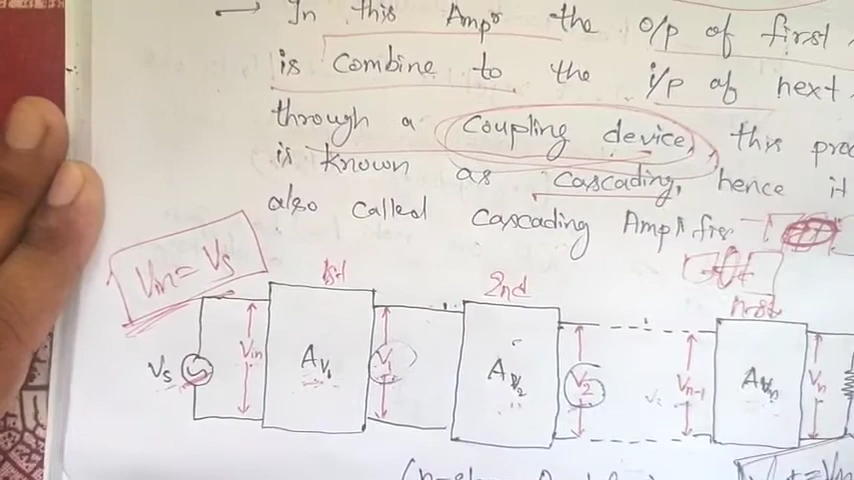 → In this Ampr the o/p of first
is combine to the i/p of next
through a coupling device, this
is known as cascading, hence it
also called cascading Amplifier
Vin = Vs
1st 2nd
Vs Vin Av1 V1 Av2 V2 Vn-1 Avn Vn